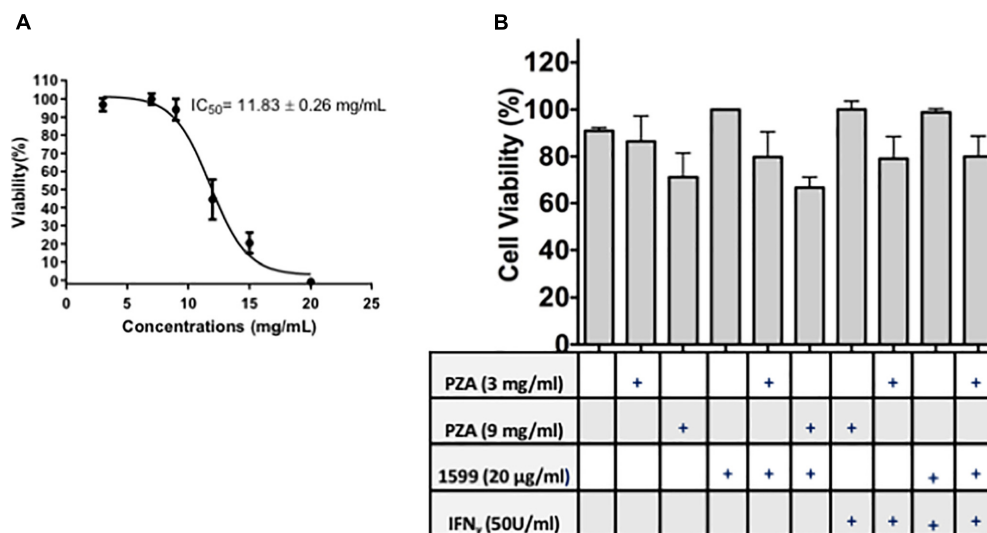 A
B
110
100
90
80
70
60
50
40
30
20
10
0
Viability(%)
IC50= 11.83 ± 0.26 mg/mL
0 5 10 15 20 25
Concentrations (mg/mL)
120
100
80
60
40
20
0
Cell Viability (%)
PZA (3 mg/ml) + + + +
PZA (9 mg/ml) + + +
1599 (20 µg/ml) + + + + +
IFNγ (50U/ml) + + + +